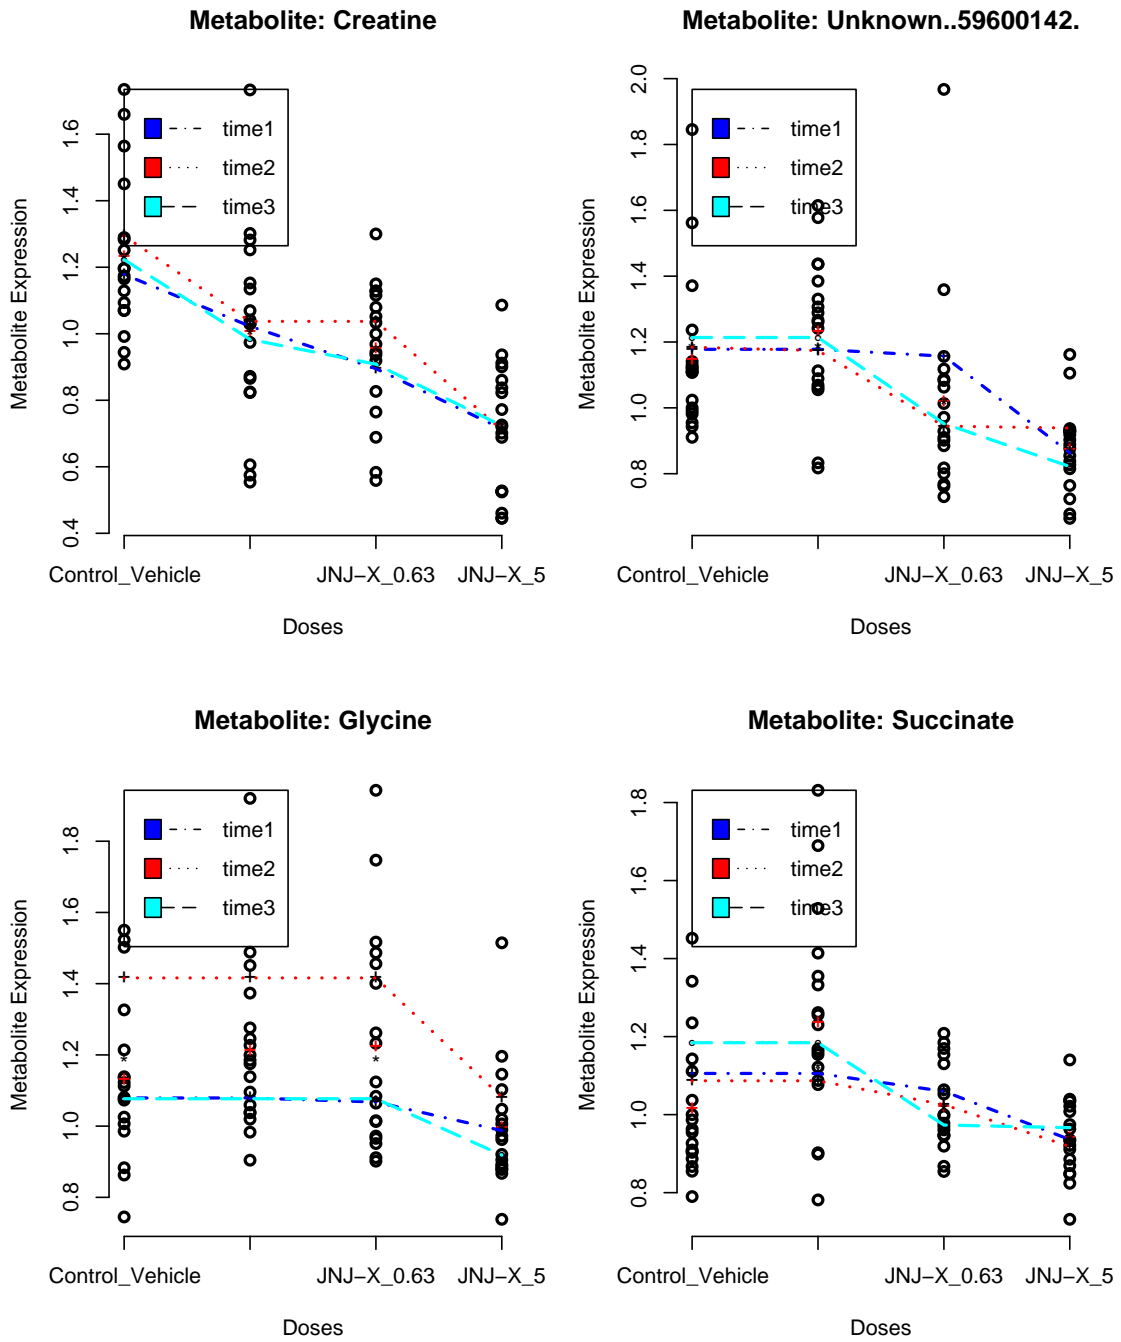 Metabolite: Creatine
Metabolite Expression
0.4 0.6 0.8 1.0 1.2 1.4 1.6
time1
time2
time3
Control_Vehicle JNJ−X_0.63 JNJ−X_5
Doses
Metabolite: Unknown..59600142.
Metabolite Expression
0.8 1.0 1.2 1.4 1.6 1.8 2.0
time1
time2
time3
Control_Vehicle JNJ−X_0.63 JNJ−X_5
Doses
Metabolite: Glycine
Metabolite Expression
0.8 1.0 1.2 1.4 1.6 1.8
time1
time2
time3
Control_Vehicle JNJ−X_0.63 JNJ−X_5
Doses
Metabolite: Succinate
Metabolite Expression
0.8 1.0 1.2 1.4 1.6 1.8
time1
time2
time3
Control_Vehicle JNJ−X_0.63 JNJ−X_5
Doses